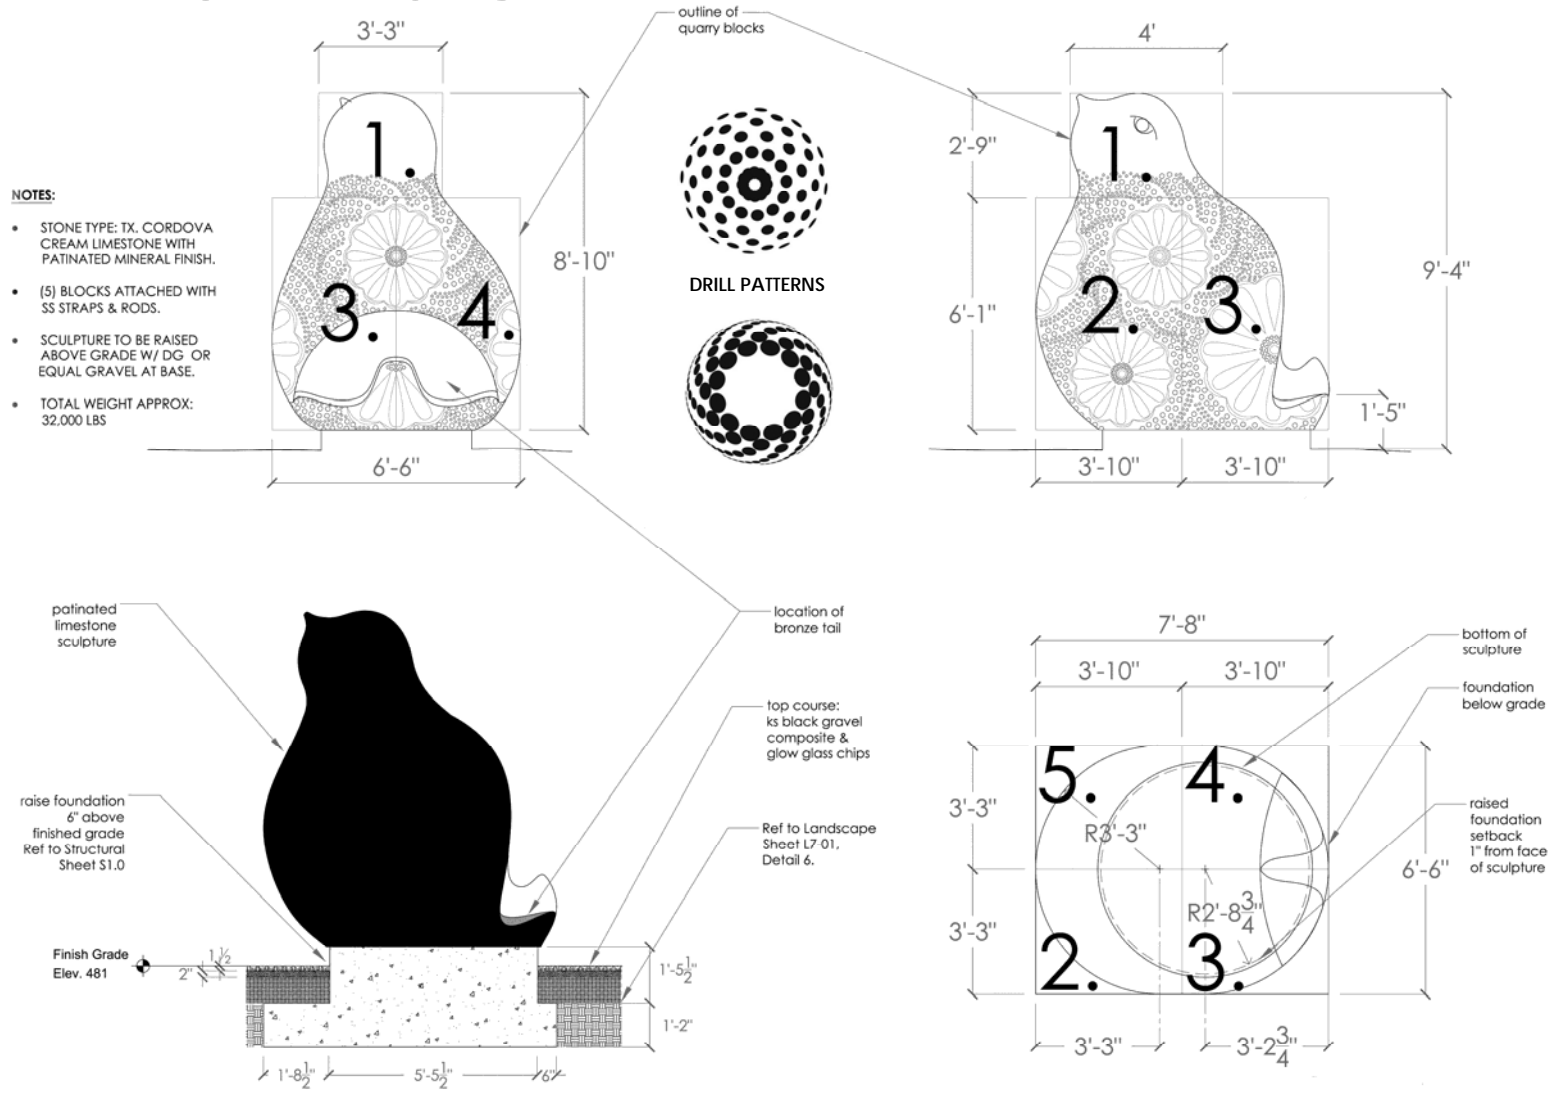 outline of
quarry blocks
3'-3"
4'
1.
3.
4.
8'-10"
6'-6"
NOTES:
• STONE TYPE: TX. CORDOVA
CREAM LIMESTONE WITH
PATINATED MINERAL FINISH.
• (5) BLOCKS ATTACHED WITH
SS STRAPS & RODS.
• SCULPTURE TO BE RAISED
ABOVE GRADE W/ DG OR
EQUAL GRAVEL AT BASE.
• TOTAL WEIGHT APPROX:
32,000 LBS
DRILL PATTERNS
2'-9"
6'-1"
1.
2.
3.
9'-4"
1'-5"
3'-10"
3'-10"
patinated
limestone
sculpture
raise foundation
6" above
finished grade
Ref to Structural
Sheet S1.0
Finish Grade
Elev. 481
1 1/2"
2"
location of
bronze tail
top course:
ks black gravel
composite &
glow glass chips
Ref to Landscape
Sheet L7 01,
Detail 6.
1'-5 1/2"
1'-2"
1'-8 1/2"
5'-5 1/2"
6"
7'-8"
3'-10"
3'-10"
bottom of
sculpture
foundation
below grade
raised
foundation
setback
1" from face
of sculpture
5.
4.
R3'-3"
R2'-8 3/4"
2.
3.
3'-3"
3'-3"
6'-6"
3'-3"
3'-2 3/4"